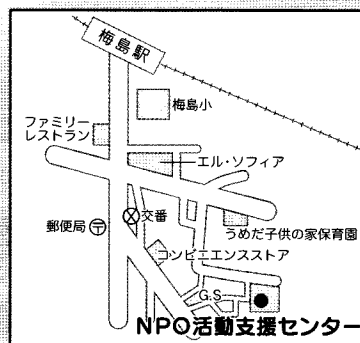 梅島駅
梅島小
ファミリー
レストラン
エル・ソフィア
交番
郵便局
〒
うめだ子供の家保育園
コンビニエンスストア
G.S
NPO活動支援センター